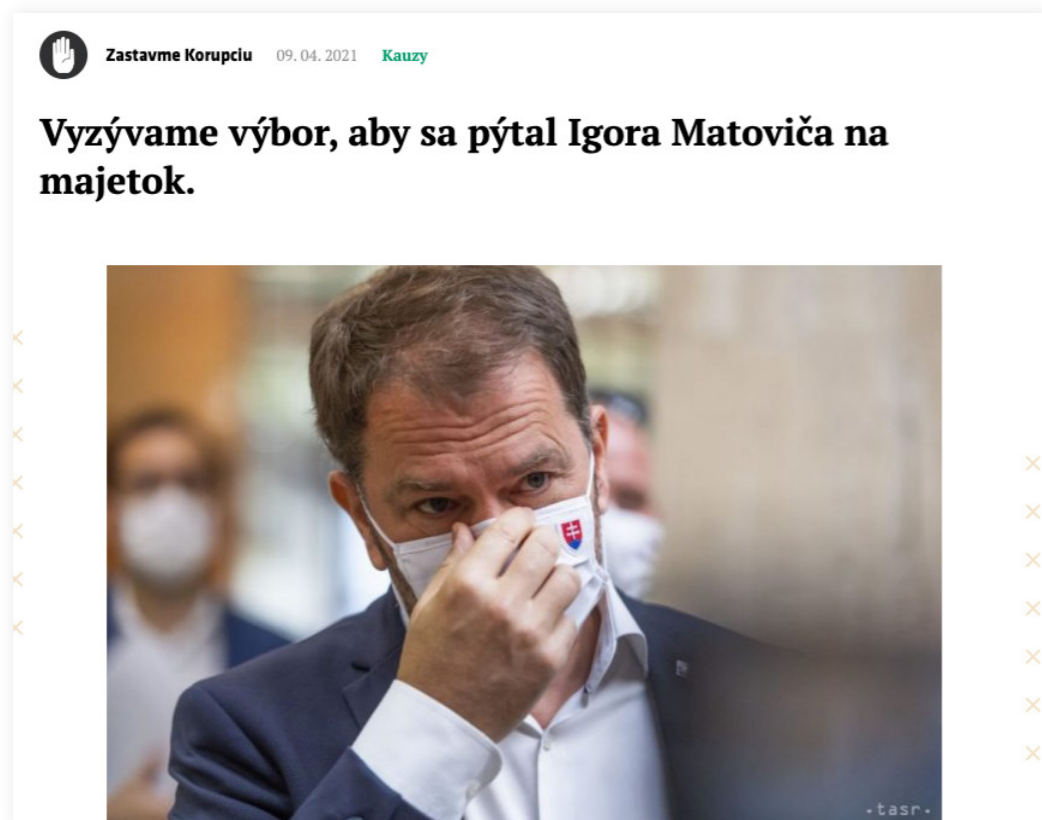 Zastavme Korupciu 09. 04. 2021 Kauzy
Vyzývame výbor, aby sa pýtal Igora Matoviča na
majetok.
tasr